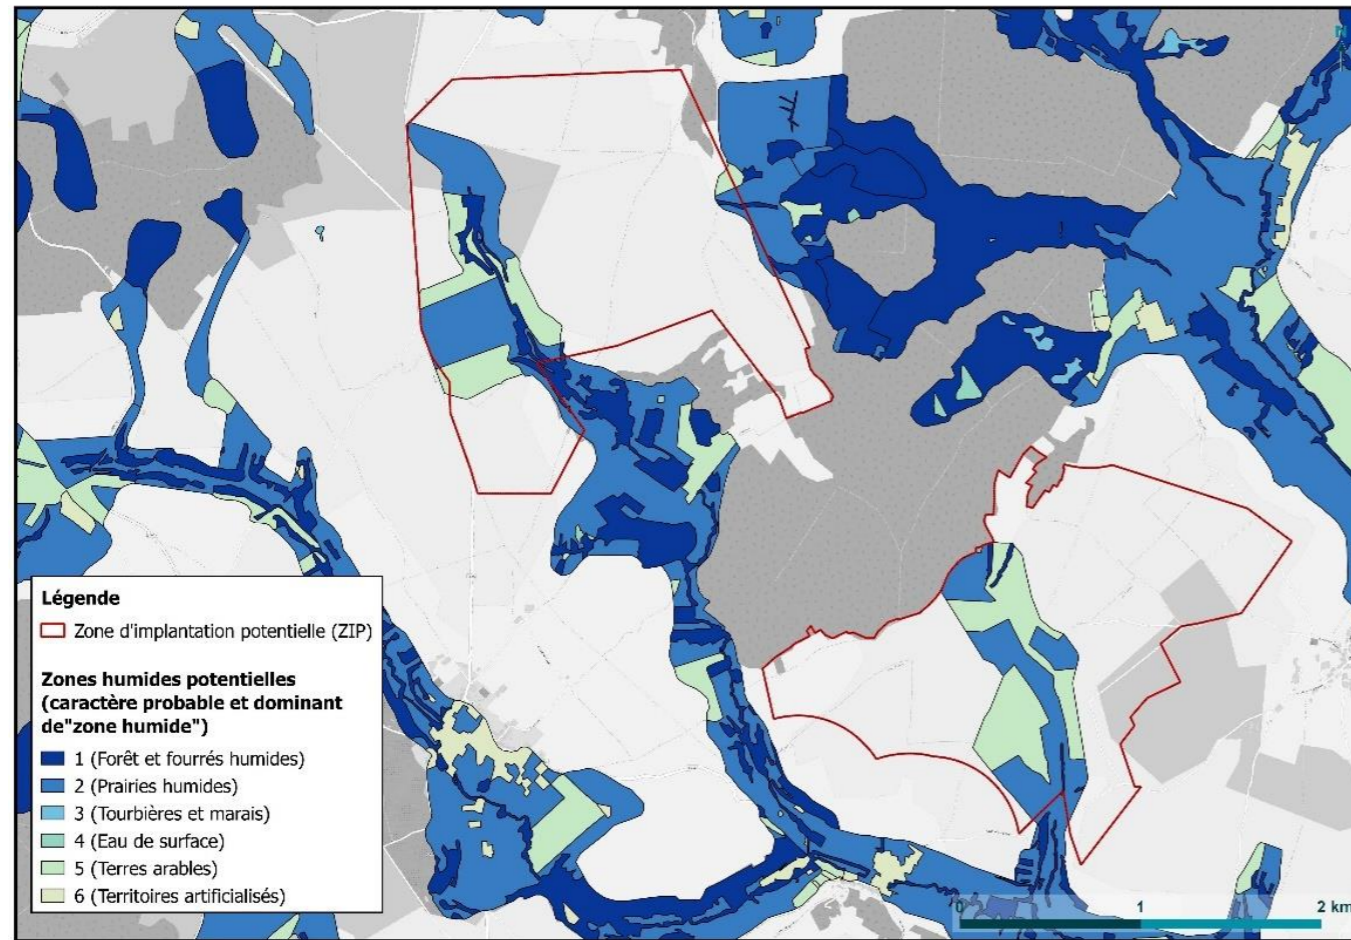 N
Légende
Zone d'implantation potentielle (ZIP)
Zones humides potentielles
(caractère probable et dominant
de"zone humide")
1 (Forêt et fourrés humides)
2 (Prairies humides)
3 (Tourbières et marais)
4 (Eau de surface)
5 (Terres arables)
6 (Territoires artificialisés)
0 1 2 km